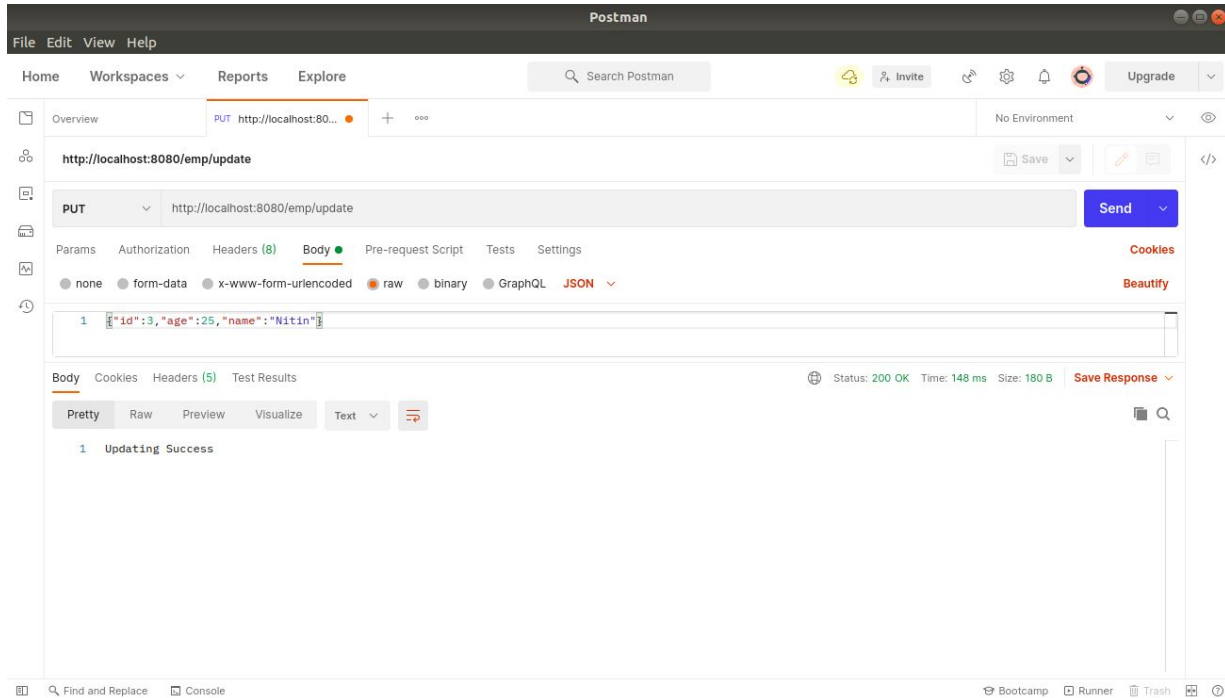 Postman
File Edit View Help
Home Workspaces Reports Explore Search Postman Invite Upgrade
Overview PUT http://localhost:80... No Environment
http://localhost:8080/emp/update Save
PUT http://localhost:8080/emp/update Send
Params Authorization Headers (8) Body Pre-request Script Tests Settings Cookies
none form-data x-www-form-urlencoded raw binary GraphQL JSON Beautify
1 {"id":3,"age":25,"name":"Nitin"}
Body Cookies Headers (5) Test Results Status: 200 OK Time: 148 ms Size: 180 B Save Response
Pretty Raw Preview Visualize Text
1 Updating Success
Find and Replace Console Bootcamp Runner Trash